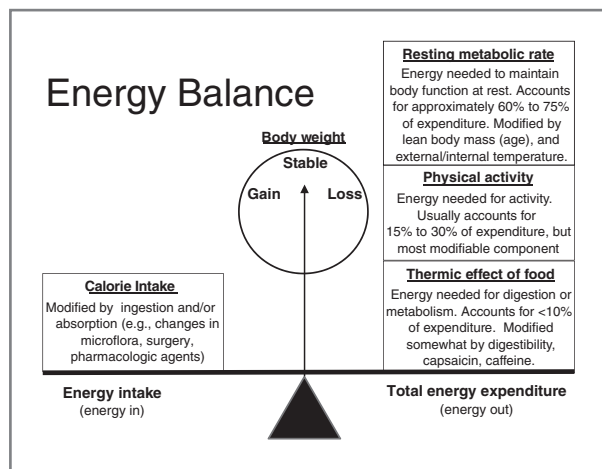 Energy Balance
Body weight
Stable
Gain
Loss
Calorie Intake
Modified by ingestion and/or
absorption (e.g., changes in
microflora, surgery,
pharmacologic agents)
Energy intake
(energy in)
Resting metabolic rate
Energy needed to maintain
body function at rest. Accounts
for approximately 60% to 75%
of expenditure. Modified by
lean body mass (age), and
external/internal temperature.
Physical activity
Energy needed for activity.
Usually accounts for
15% to 30% of expenditure, but
most modifiable component
Thermic effect of food
Energy needed for digestion or
metabolism. Accounts for <10%
of expenditure. Modified
somewhat by digestibility,
capsaicin, caffeine.
Total energy expenditure
(energy out)